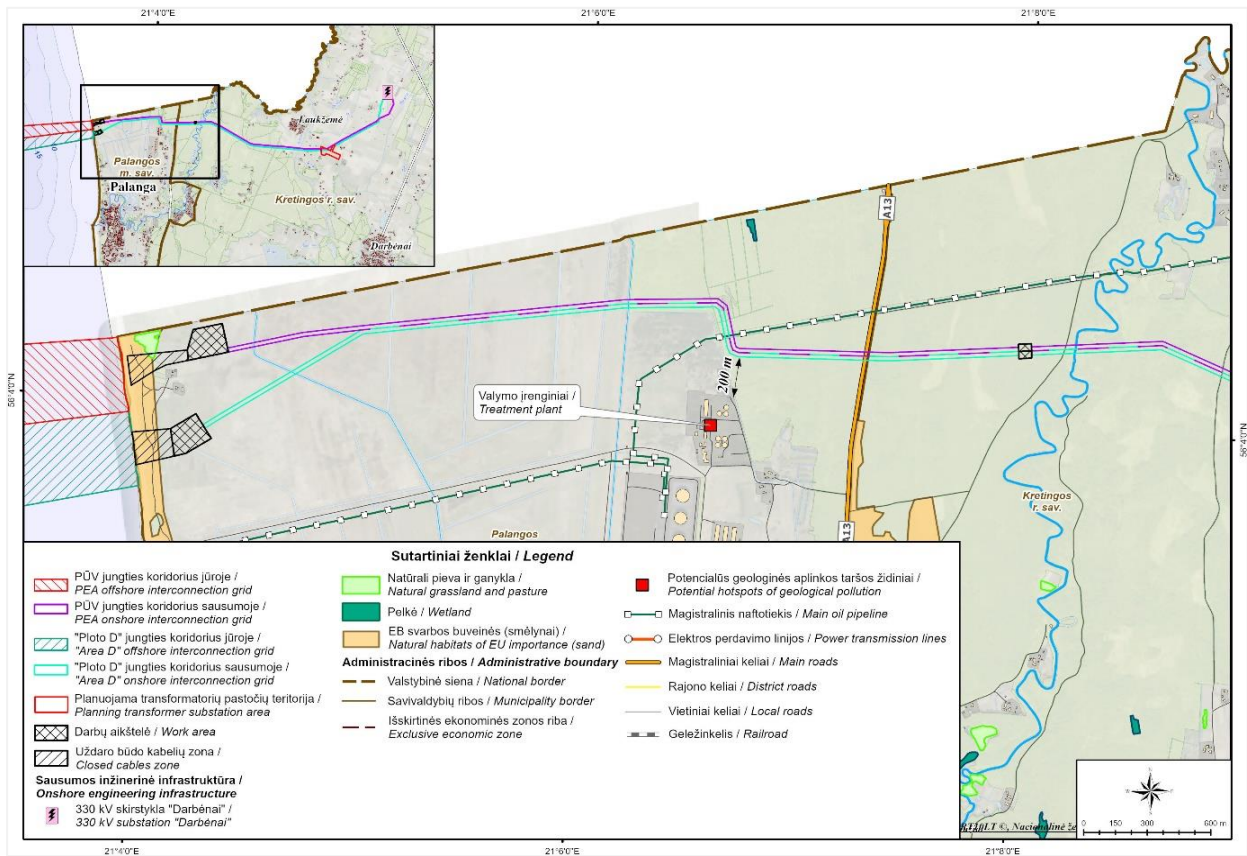 21°4'0"E
21°6'0"E
21°8'0"E
Laukžemė
Palangos
m. sav.
Palanga
Kretingos r. sav.
Darbėnai
A13
56°4'0"N
200 m
Valymo įrenginiai /
Treatment plant
56°4'0"N
Kretingos
r. sav.
A13
Palangos
Sutartiniai ženklai / Legend
PŪV jungties koridorius jūroje /
PEA offshore interconnection grid
PŪV jungties koridorius sausumoje /
PEA onshore interconnection grid
"Ploto D" jungties koridorius jūroje /
"Area D" offshore interconnection grid
"Ploto D" jungties koridorius sausumoje /
"Area D" onshore interconnection grid
Planuojama transformatorių pastočių teritorija /
Planning transformer substation area
Darbų aikštelė / Work area
Uždaro būdo kabelių zona /
Closed cables zone
Sausumos inžinerinė infrastruktūra /
Onshore engineering infrastructure
330 kV skirstykla "Darbėnai" /
330 kV substation "Darbėnai"
Natūrali pieva ir ganykla /
Natural grassland and pasture
Pelkė / Wetland
EB svarbos buveinės (smėlynai) /
Natural habitats of EU importance (sand)
Administracinės ribos / Administrative boundary
Valstybinė siena / National border
Savivaldybių ribos / Municipality border
Išskirtinės ekonominės zonos riba /
Exclusive economic zone
Potencialūs geologinės aplinkos taršos židiniai /
Potential hotspots of geological pollution
Magistralinis naftotiekis / Main oil pipeline
Elektros perdavimo linijos / Power transmission lines
Magistraliniai keliai / Main roads
Rajono keliai / District roads
Vietiniai keliai / Local roads
Geležinkelis / Railroad
0 150 300 600 m
21°4'0"E
21°6'0"E
21°8'0"E